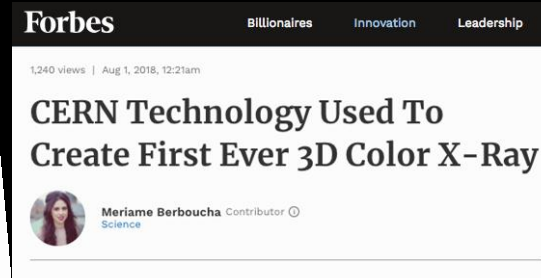 Forbes
Billionaires Innovation Leadership
1,240 views | Aug 1, 2018, 12:21am
CERN Technology Used To
Create First Ever 3D Color X-Ray
Meriame Berboucha Contributor
Science